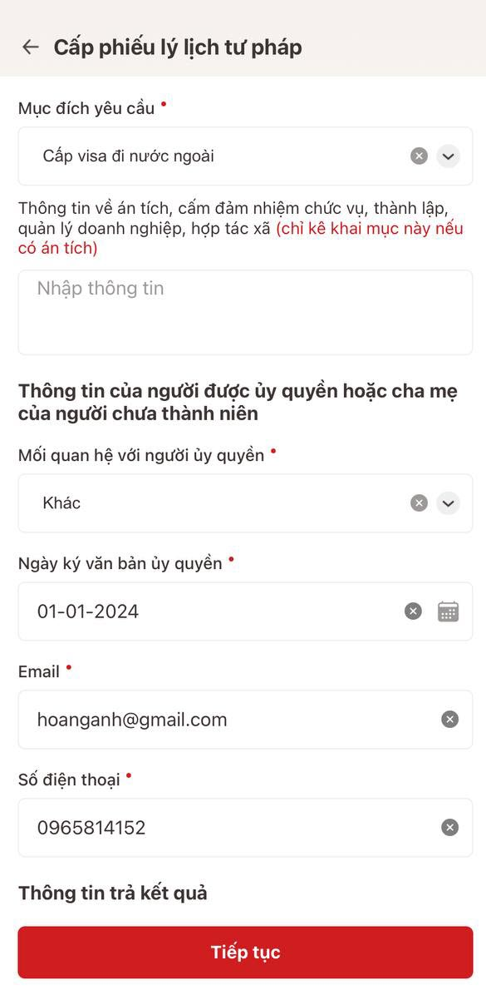 Cấp phiếu lý lịch tư pháp
Mục đích yêu cầu
Cấp visa đi nước ngoài
Thông tin về án tích, cấm đảm nhiệm chức vụ, thành lập,
quản lý doanh nghiệp, hợp tác xã (chỉ kê khai mục này nếu
có án tích)
Nhập thông tin
Thông tin của người được ủy quyền hoặc cha mẹ
của người chưa thành niên
Mối quan hệ với người ủy quyền
Khác
Ngày ký văn bản ủy quyền
01-01-2024
Email
hoanganh@gmail.com
Số điện thoại
0965814152
Thông tin trả kết quả
Tiếp tục